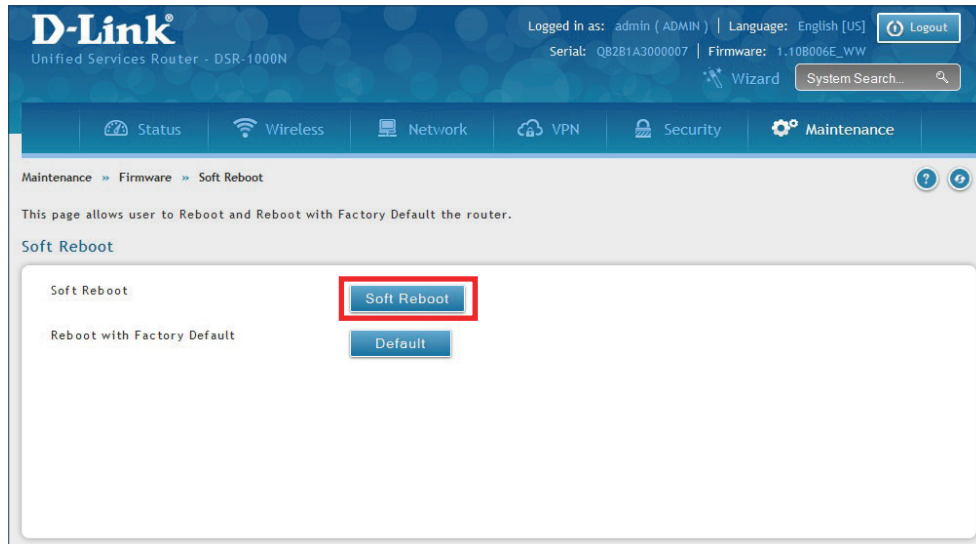 D-Link
Logged in as: admin ( ADMIN ) | Language: English [US]
Logout
Unified Services Router - DSR-1000N
Serial: QB2B1A3000007 | Firmware: 1.10B006E_WW
Wizard
System Search...
Status
Wireless
Network
VPN
Security
Maintenance
Maintenance » Firmware » Soft Reboot
?
This page allows user to Reboot and Reboot with Factory Default the router.
Soft Reboot
Soft Reboot
Soft Reboot
Reboot with Factory Default
Default